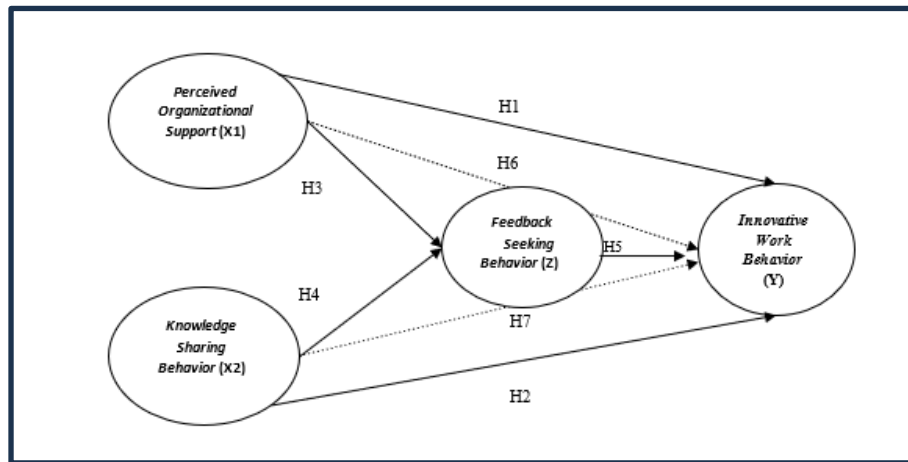 Perceived
Organizational
Support (X1)
H1
H6
H3
Feedback
Seeking
Behavior (Z)
H5
Innovative
Work
Behavior
(Y)
H4
Knowledge
Sharing
Behavior (X2)
H7
H2